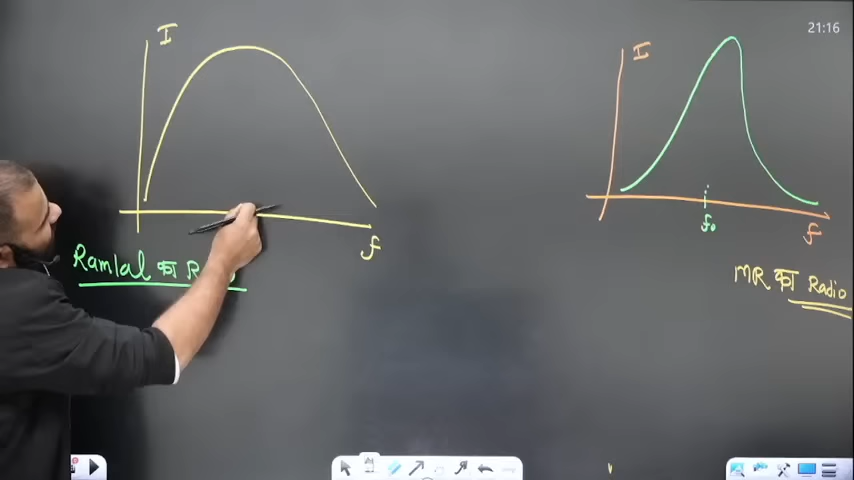 21:16
I
I
f₀
f
f
Ramlal का
MR का Radio